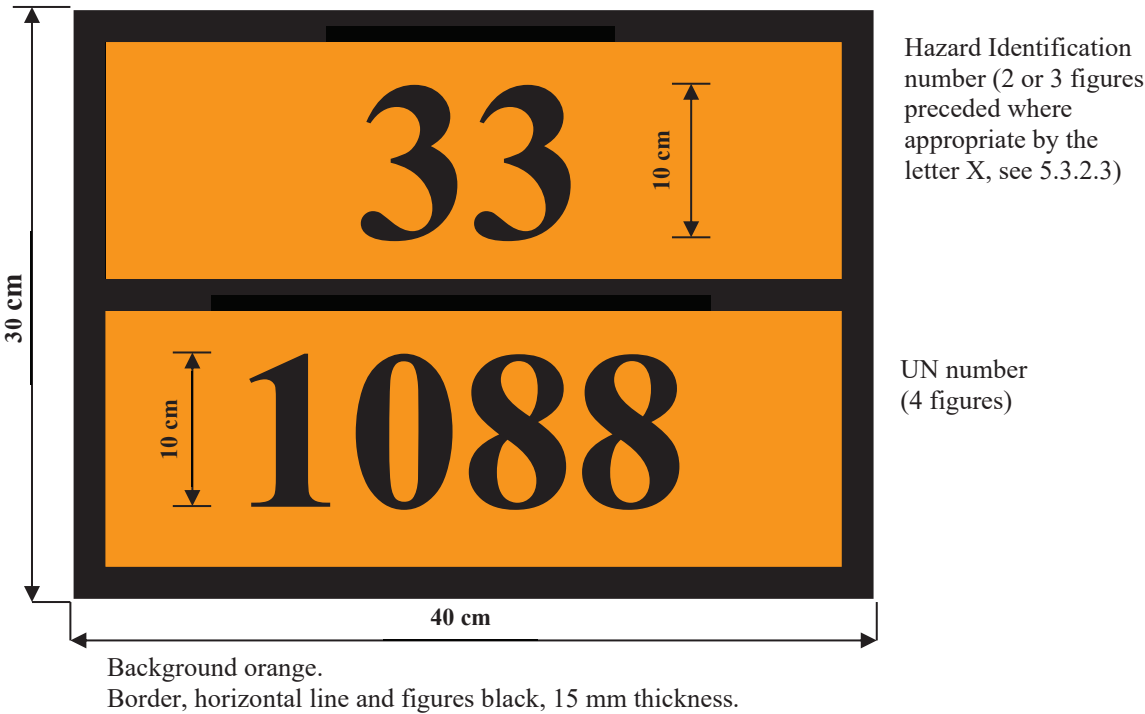 33
10 cm
Hazard Identification
number (2 or 3 figures
preceded where
appropriate by the
letter X, see 5.3.2.3)
30 cm
1088
10 cm
UN number
(4 figures)
40 cm
Background orange.
Border, horizontal line and figures black, 15 mm thickness.